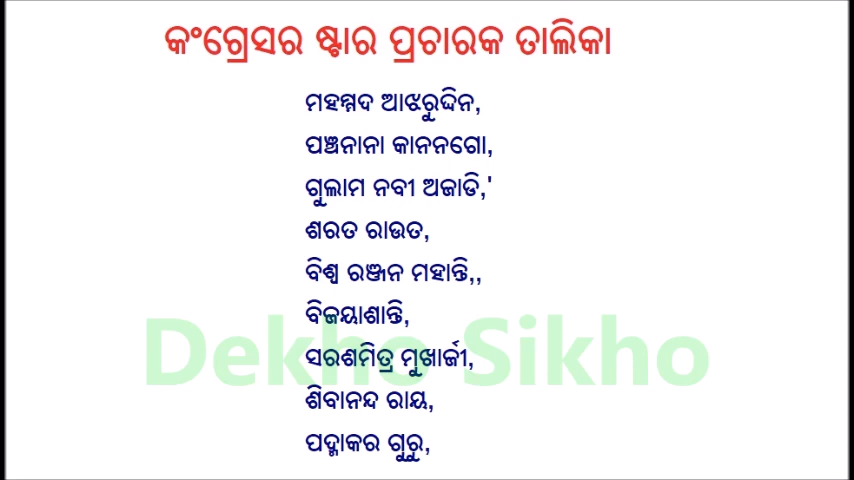 କଂଗ୍ରେସର ଷ୍ଟାର ପ୍ରଚାରକ ତାଲିକା
ମହମ୍ମଦ ଆଝରୁଦ୍ଦିନ,
ପଞ୍ଚନାନା କାନନଗୋ,
ଗୁଲାମ ନବୀ ଅଜାଡି,'
ଶରତ ରାଉତ,
ବିଶ୍ୱ ରଞ୍ଜନ ମହାନ୍ତି,,
ବିଜୟାଶାନ୍ତି,
Dekho Sikho
ସରଶମିତ୍ର ମୁଖାର୍ଜୀ,
ଶିବାନନ୍ଦ ରାୟ,
ପଦ୍ମାକର ଗୁରୁ,